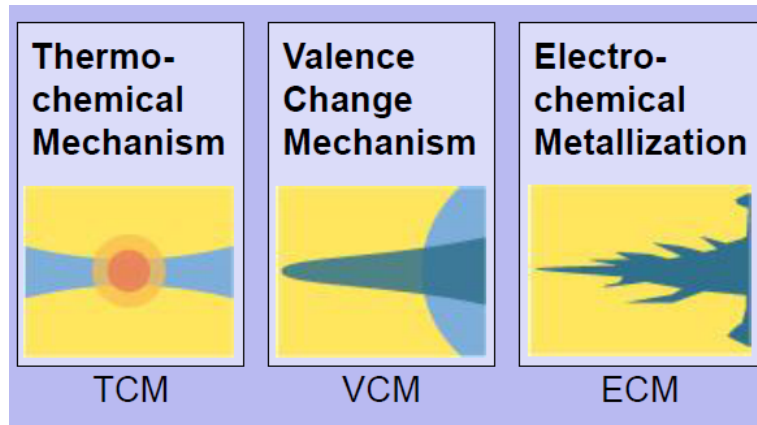 Thermo-
chemical
Mechanism
TCM
Valence
Change
Mechanism
VCM
Electro-
chemical
Metallization
ECM